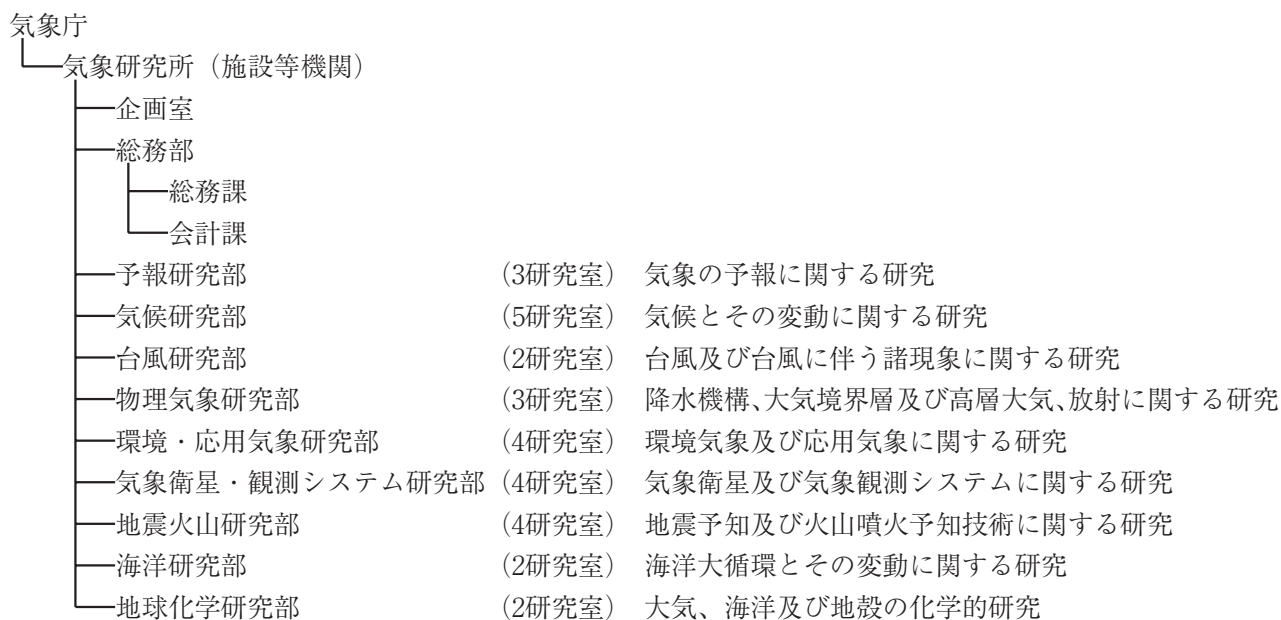 気象庁
気象研究所（施設等機関）
企画室
総務部
総務課
会計課
予報研究部 （3研究室） 気象の予報に関する研究
気候研究部 （5研究室） 気候とその変動に関する研究
台風研究部 （2研究室） 台風及び台風に伴う諸現象に関する研究
物理気象研究部 （3研究室） 降水機構、大気境界層及び高層大気、放射に関する研究
環境・応用気象研究部 （4研究室） 環境気象及び応用気象に関する研究
気象衛星・観測システム研究部 （4研究室） 気象衛星及び気象観測システムに関する研究
地震火山研究部 （4研究室） 地震予知及び火山噴火予知技術に関する研究
海洋研究部 （2研究室） 海洋大循環とその変動に関する研究
地球化学研究部 （2研究室） 大気、海洋及び地殻の化学的研究